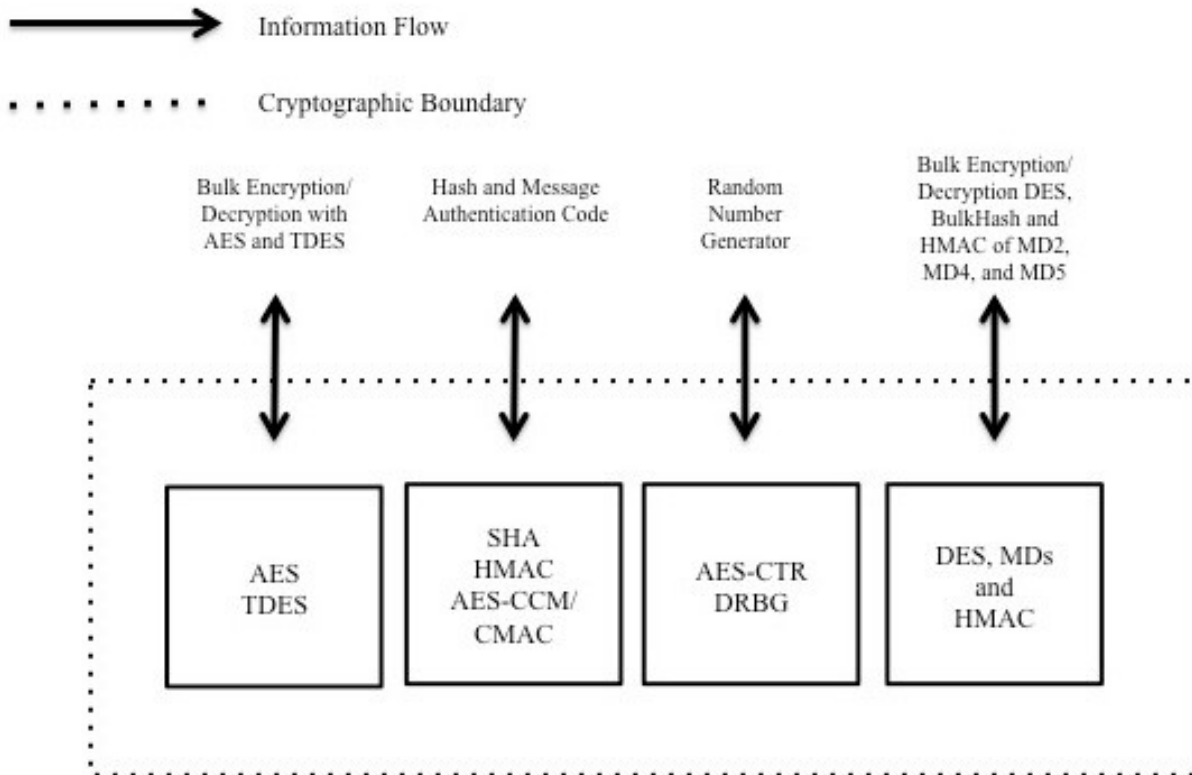 Information Flow
Cryptographic Boundary
Bulk Encryption/
Decryption with
AES and TDES
Hash and Message
Authentication Code
Random
Number
Generator
Bulk Encryption/
Decryption DES,
BulkHash and
HMAC of MD2,
MD4, and MD5
AES
TDES
SHA
HMAC
AES-CCM/
CMAC
AES-CTR
DRBG
DES, MDs
and
HMAC